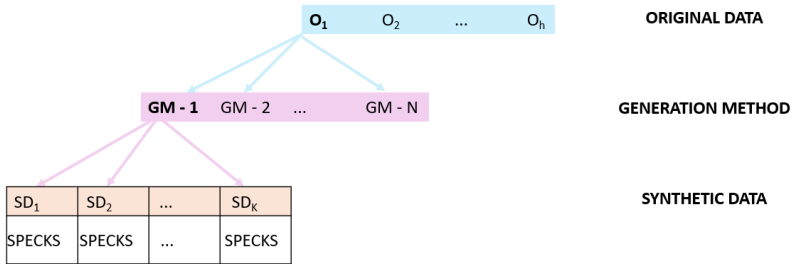 O₁ O₂ ... Oₕ ORIGINAL DATA
GM - 1 GM - 2 ... GM - N GENERATION METHOD
SD₁ SD₂ ... SD_K SYNTHETIC DATA
SPECKS SPECKS ... SPECKS